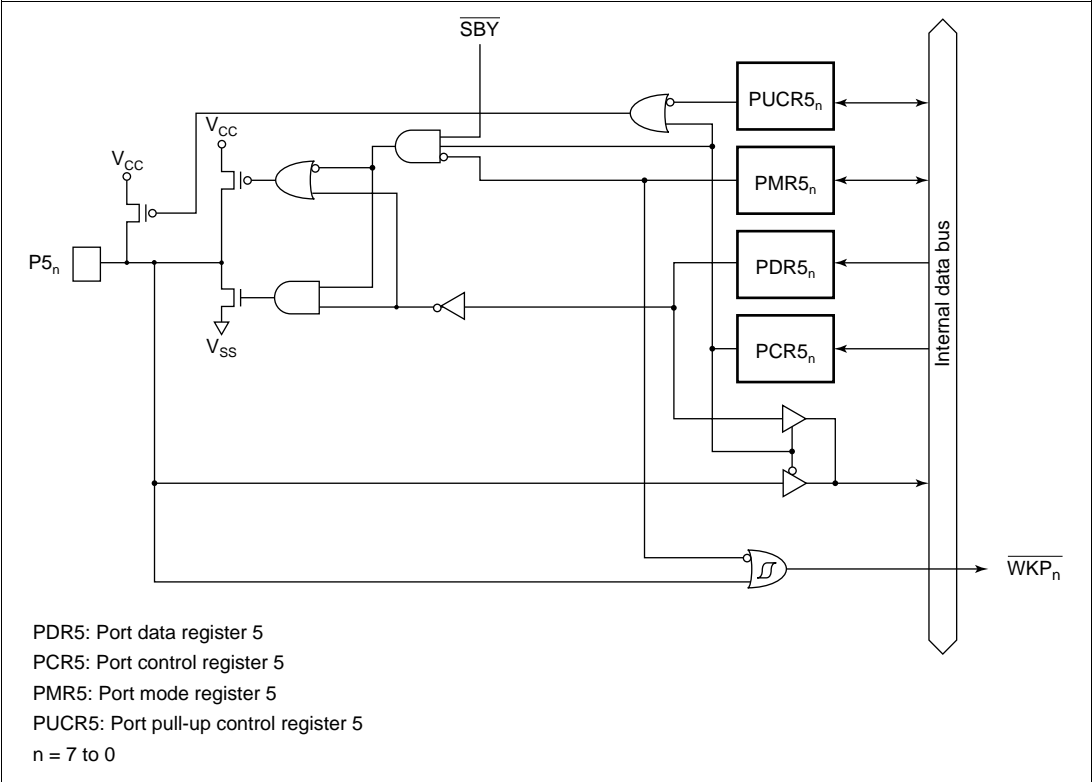 SBY
PUCR5n
VCC
VCC
PMR5n
P5n
PDR5n
Internal data bus
VSS
PCR5n
WKPn
PDR5: Port data register 5
PCR5: Port control register 5
PMR5: Port mode register 5
PUCR5: Port pull-up control register 5
n = 7 to 0